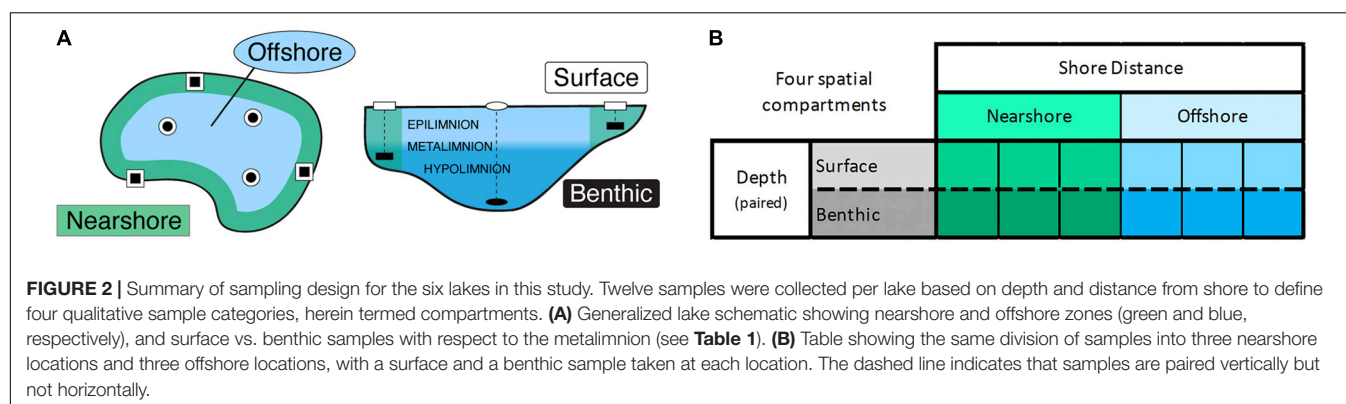 A
Offshore
Nearshore
Surface
EPILIMNION
METALIMNION
HYPOLIMNION
Benthic
B
Four spatial
compartments
Shore Distance
Nearshore
Offshore
Depth
(paired)
Surface
Benthic
FIGURE 2 | Summary of sampling design for the six lakes in this study. Twelve samples were collected per lake based on depth and distance from shore to define
four qualitative sample categories, herein termed compartments. (A) Generalized lake schematic showing nearshore and offshore zones (green and blue,
respectively), and surface vs. benthic samples with respect to the metalimnion (see Table 1). (B) Table showing the same division of samples into three nearshore
locations and three offshore locations, with a surface and a benthic sample taken at each location. The dashed line indicates that samples are paired vertically but
not horizontally.